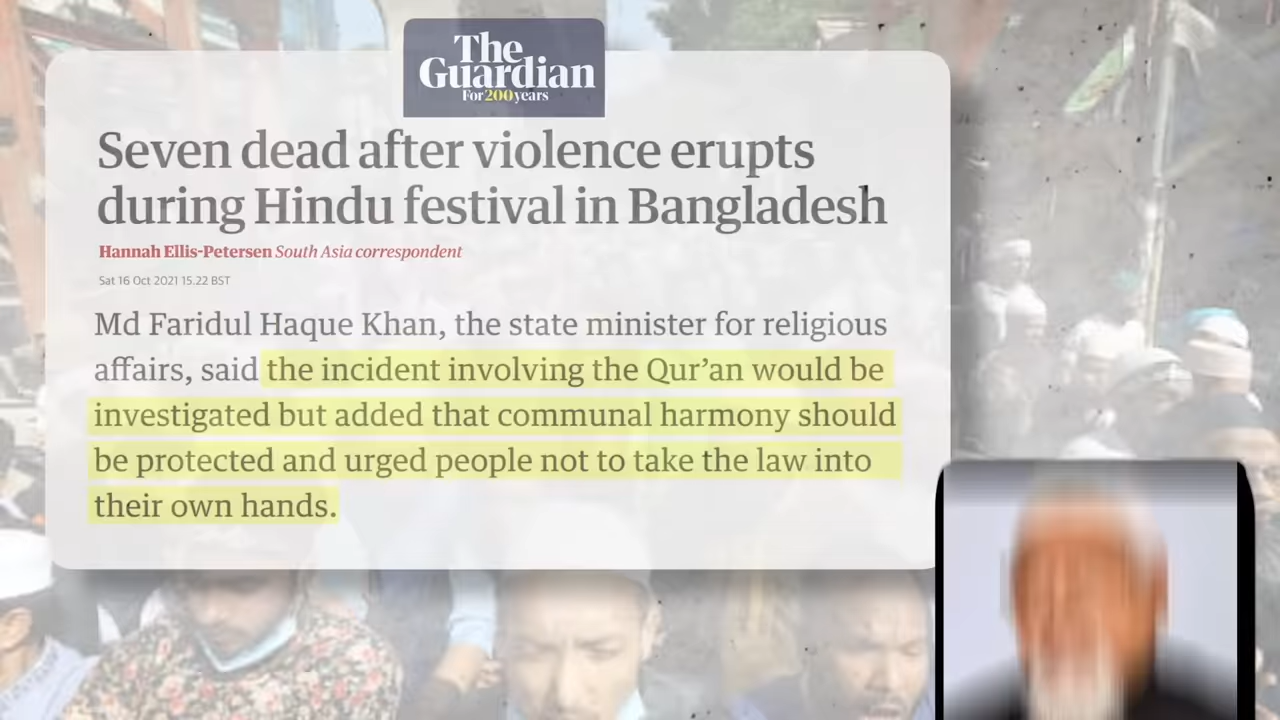 The
Guardian
For 200 years
Seven dead after violence erupts
during Hindu festival in Bangladesh
Hannah Ellis-Petersen South Asia correspondent
Sat 16 Oct 2021 15.22 BST
Md Faridul Haque Khan, the state minister for religious
affairs, said the incident involving the Qur’an would be
investigated but added that communal harmony should
be protected and urged people not to take the law into
their own hands.